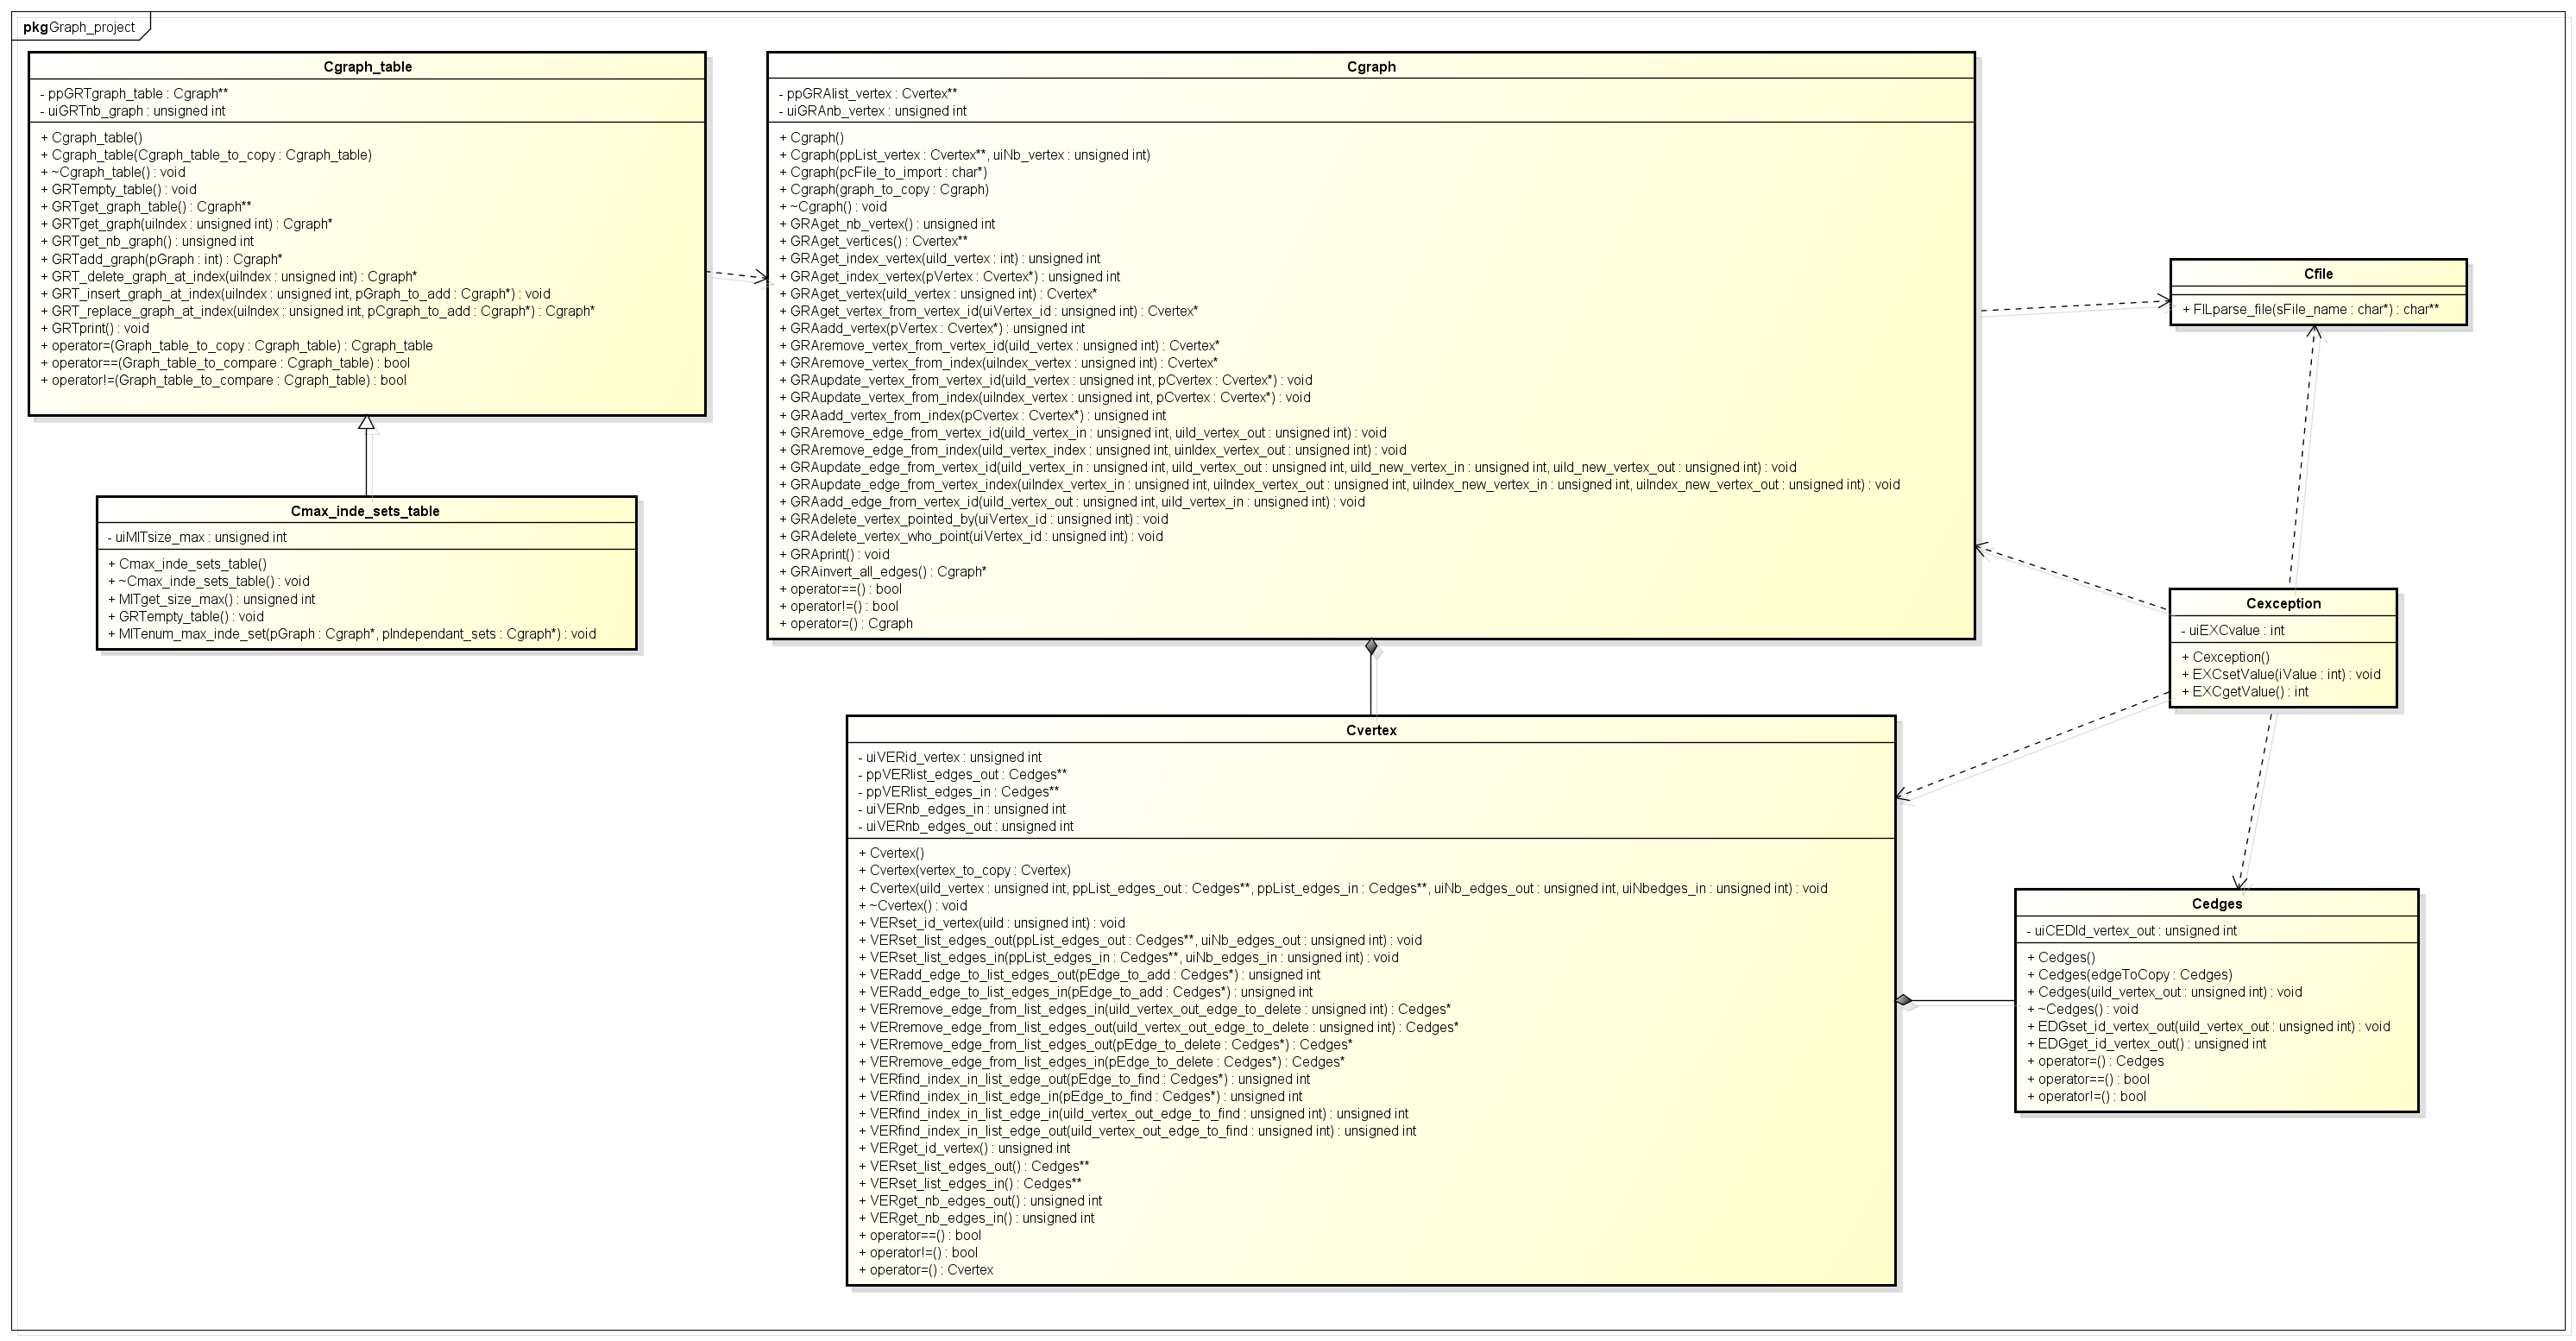 pkg Graph_project
Cgraph_table
- ppGRTgraph_table : Cgraph**
- uiGRTnb_graph : unsigned int
+ Cgraph_table()
+ Cgraph_table(Cgraph_table_to_copy : Cgraph_table)
+ ~Cgraph_table() : void
+ GRTempty_table() : void
+ GRTget_graph_table() : Cgraph**
+ GRTget_graph(uiIndex : unsigned int) : Cgraph*
+ GRTget_nb_graph() : unsigned int
+ GRTadd_graph(pGraph : int) : Cgraph*
+ GRT_delete_graph_at_index(uiIndex : unsigned int) : Cgraph*
+ GRT_insert_graph_at_index(uiIndex : unsigned int, pGraph_to_add : Cgraph*) : void
+ GRT_replace_graph_at_index(uiIndex : unsigned int, pCgraph_to_add : Cgraph*) : Cgraph*
+ GRTprint() : void
+ operator=(Graph_table_to_copy : Cgraph_table) : Cgraph_table
+ operator==(Graph_table_to_compare : Cgraph_table) : bool
+ operator!=(Graph_table_to_compare : Cgraph_table) : bool
Cmax_inde_sets_table
- uiMITsize_max : unsigned int
+ Cmax_inde_sets_table()
+ ~Cmax_inde_sets_table() : void
+ MITget_size_max() : unsigned int
+ GRTempty_table() : void
+ MITenum_max_inde_set(pGraph : Cgraph*, pIndependant_sets : Cgraph*) : void
Cgraph
- ppGRAlist_vertex : Cvertex**
- uiGRAnb_vertex : unsigned int
+ Cgraph()
+ Cgraph(ppList_vertex : Cvertex**, uiNb_vertex : unsigned int)
+ Cgraph(pcFile_to_import : char*)
+ Cgraph(graph_to_copy : Cgraph)
+ ~Cgraph() : void
+ GRAget_nb_vertex() : unsigned int
+ GRAget_vertices() : Cvertex**
+ GRAget_index_vertex(uiId_vertex : int) : unsigned int
+ GRAget_index_vertex(pVertex : Cvertex*) : unsigned int
+ GRAget_vertex(uiId_vertex : unsigned int) : Cvertex*
+ GRAget_vertex_from_vertex_id(uiVertex_id : unsigned int) : Cvertex*
+ GRAadd_vertex(pVertex : Cvertex*) : unsigned int
+ GRAremove_vertex_from_vertex_id(uiId_vertex : unsigned int) : Cvertex*
+ GRAremove_vertex_from_index(uiIndex_vertex : unsigned int) : Cvertex*
+ GRAupdate_vertex_from_vertex_id(uiId_vertex : unsigned int, pCvertex : Cvertex*) : void
+ GRAupdate_vertex_from_index(uiIndex_vertex : unsigned int, pCvertex : Cvertex*) : void
+ GRAadd_vertex_from_index(pCvertex : Cvertex*) : unsigned int
+ GRAremove_edge_from_vertex_id(uiId_vertex_in : unsigned int, uiId_vertex_out : unsigned int) : void
+ GRAremove_edge_from_index(uiId_vertex_index : unsigned int, uinIdex_vertex_out : unsigned int) : void
+ GRAupdate_edge_from_vertex_id(uiId_vertex_in : unsigned int, uiId_vertex_out : unsigned int, uiId_new_vertex_in : unsigned int, uiId_new_vertex_out : unsigned int) : void
+ GRAupdate_edge_from_vertex_index(uiIndex_vertex_in : unsigned int, uiIndex_vertex_out : unsigned int, uiIndex_new_vertex_in : unsigned int, uiIndex_new_vertex_out : unsigned int) : void
+ GRAadd_edge_from_vertex_id(uiId_vertex_out : unsigned int, uiId_vertex_in : unsigned int) : void
+ GRAdelete_vertex_pointed_by(uiVertex_id : unsigned int) : void
+ GRAdelete_vertex_who_point(uiVertex_id : unsigned int) : void
+ GRAprint() : void
+ GRAinvert_all_edges() : Cgraph*
+ operator==() : bool
+ operator!=() : bool
+ operator=() : Cgraph
Cfile
+ FILparse_file(sFile_name : char*) : char**
Cexception
- uiEXCvalue : int
+ Cexception()
+ EXCsetValue(iValue : int) : void
+ EXCgetValue() : int
Cvertex
- uiVERid_vertex : unsigned int
- ppVERlist_edges_out : Cedges**
- ppVERlist_edges_in : Cedges**
- uiVERnb_edges_in : unsigned int
- uiVERnb_edges_out : unsigned int
+ Cvertex()
+ Cvertex(vertex_to_copy : Cvertex)
+ Cvertex(uiId_vertex : unsigned int, ppList_edges_out : Cedges**, ppList_edges_in : Cedges**, uiNb_edges_out : unsigned int, uiNbedges_in : unsigned int) : void
+ ~Cvertex() : void
+ VERset_id_vertex(uiId : unsigned int) : void
+ VERset_list_edges_out(ppList_edges_out : Cedges**, uiNb_edges_out : unsigned int) : void
+ VERset_list_edges_in(ppList_edges_in : Cedges**, uiNb_edges_in : unsigned int) : void
+ VERadd_edge_to_list_edges_out(pEdge_to_add : Cedges*) : unsigned int
+ VERadd_edge_to_list_edges_in(pEdge_to_add : Cedges*) : unsigned int
+ VERremove_edge_from_list_edges_in(uiId_vertex_out_edge_to_delete : unsigned int) : Cedges*
+ VERremove_edge_from_list_edges_out(uiId_vertex_out_edge_to_delete : unsigned int) : Cedges*
+ VERremove_edge_from_list_edges_out(pEdge_to_delete : Cedges*) : Cedges*
+ VERremove_edge_from_list_edges_in(pEdge_to_delete : Cedges*) : Cedges*
+ VERfind_index_in_list_edge_out(pEdge_to_find : Cedges*) : unsigned int
+ VERfind_index_in_list_edge_in(pEdge_to_find : Cedges*) : unsigned int
+ VERfind_index_in_list_edge_in(uiId_vertex_out_edge_to_find : unsigned int) : unsigned int
+ VERfind_index_in_list_edge_out(uiId_vertex_out_edge_to_find : unsigned int) : unsigned int
+ VERget_id_vertex() : unsigned int
+ VERset_list_edges_out() : Cedges**
+ VERset_list_edges_in() : Cedges**
+ VERget_nb_edges_out() : unsigned int
+ VERget_nb_edges_in() : unsigned int
+ operator==() : bool
+ operator!=() : bool
+ operator=() : Cvertex
Cedges
- uiCEDId_vertex_out : unsigned int
+ Cedges()
+ Cedges(edgeToCopy : Cedges)
+ Cedges(uiId_vertex_out : unsigned int) : void
+ ~Cedges() : void
+ EDGset_id_vertex_out(uiId_vertex_out : unsigned int) : void
+ EDGget_id_vertex_out() : unsigned int
+ operator=() : Cedges
+ operator==() : bool
+ operator!=() : bool